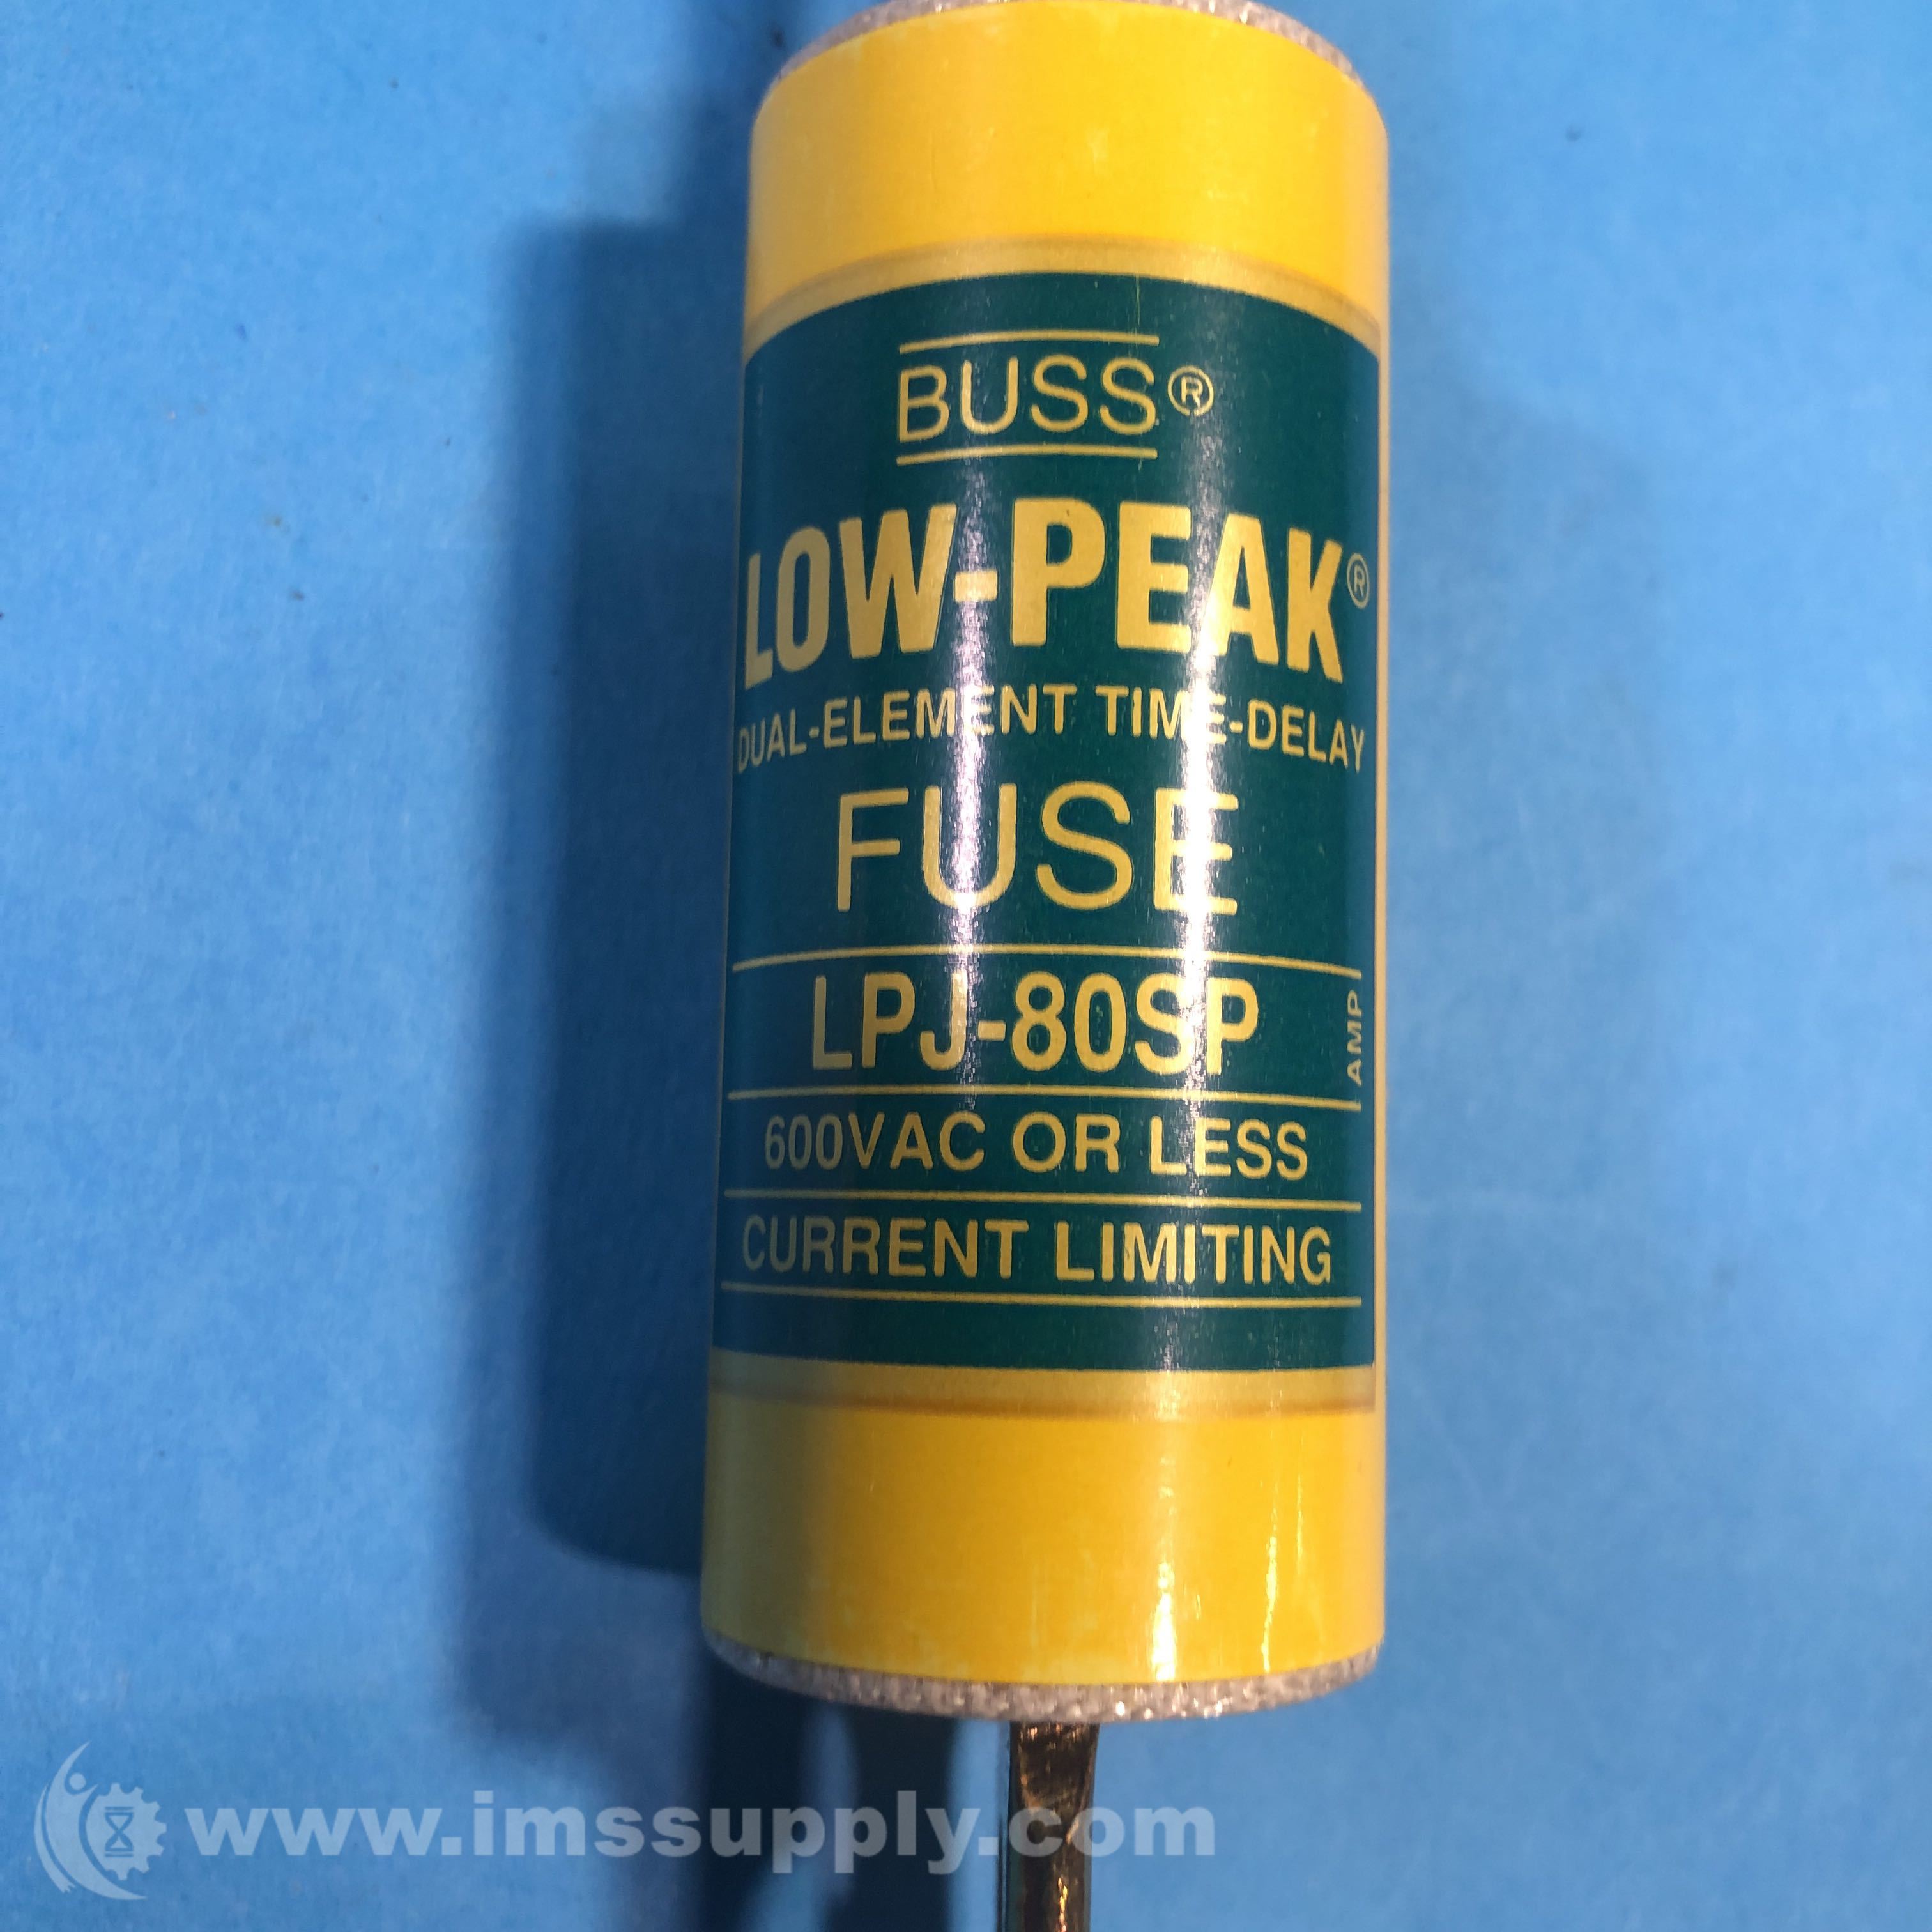 BUSS®
LOW-PEAK®
DUAL-ELEMENT TIME-DELAY
FUSE
LPJ-80SP AMP
600VAC OR LESS
CURRENT LIMITING
www.imssupply.com